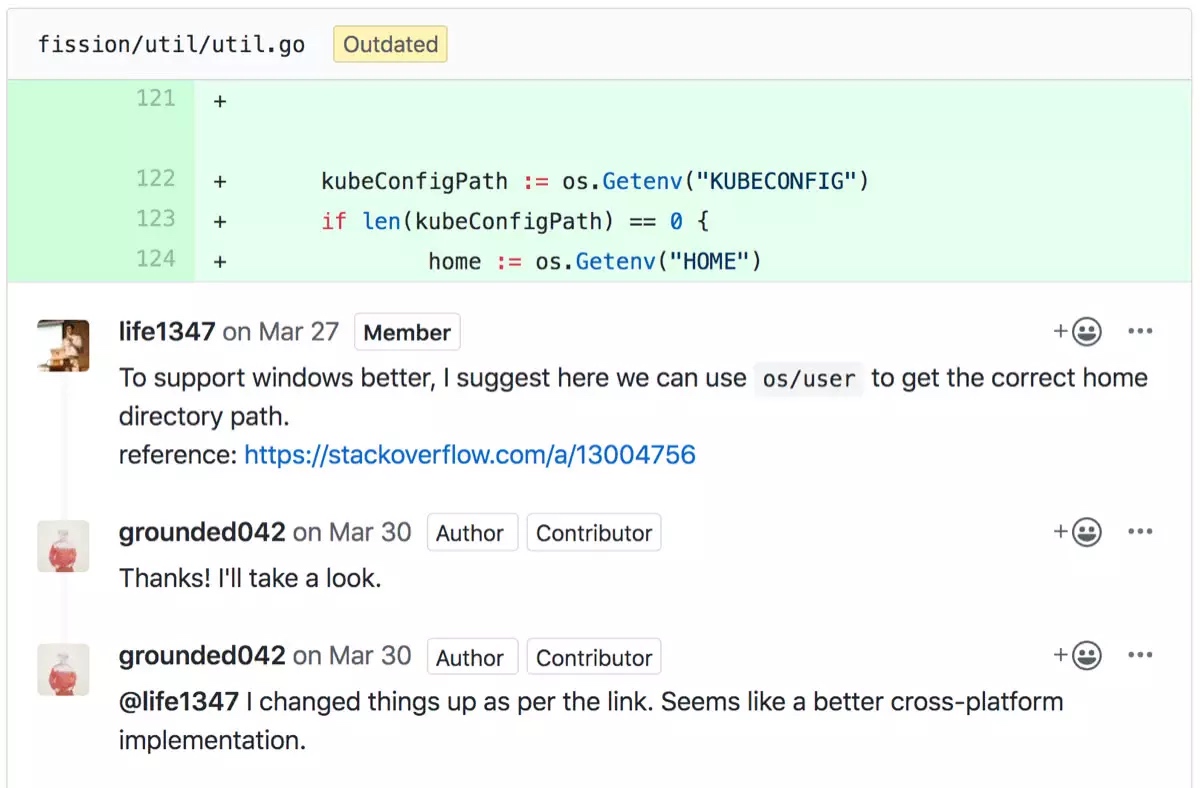 fission/util/util.go Outdated
121 +
122 + kubeConfigPath := os.Getenv("KUBECONFIG")
123 + if len(kubeConfigPath) == 0 {
124 + home := os.Getenv("HOME")
life1347 on Mar 27 Member
To support windows better, I suggest here we can use os/user to get the correct home
directory path.
reference: https://stackoverflow.com/a/13004756
grounded042 on Mar 30 Author Contributor
Thanks! I'll take a look.
grounded042 on Mar 30 Author Contributor
@life1347 I changed things up as per the link. Seems like a better cross-platform
implementation.